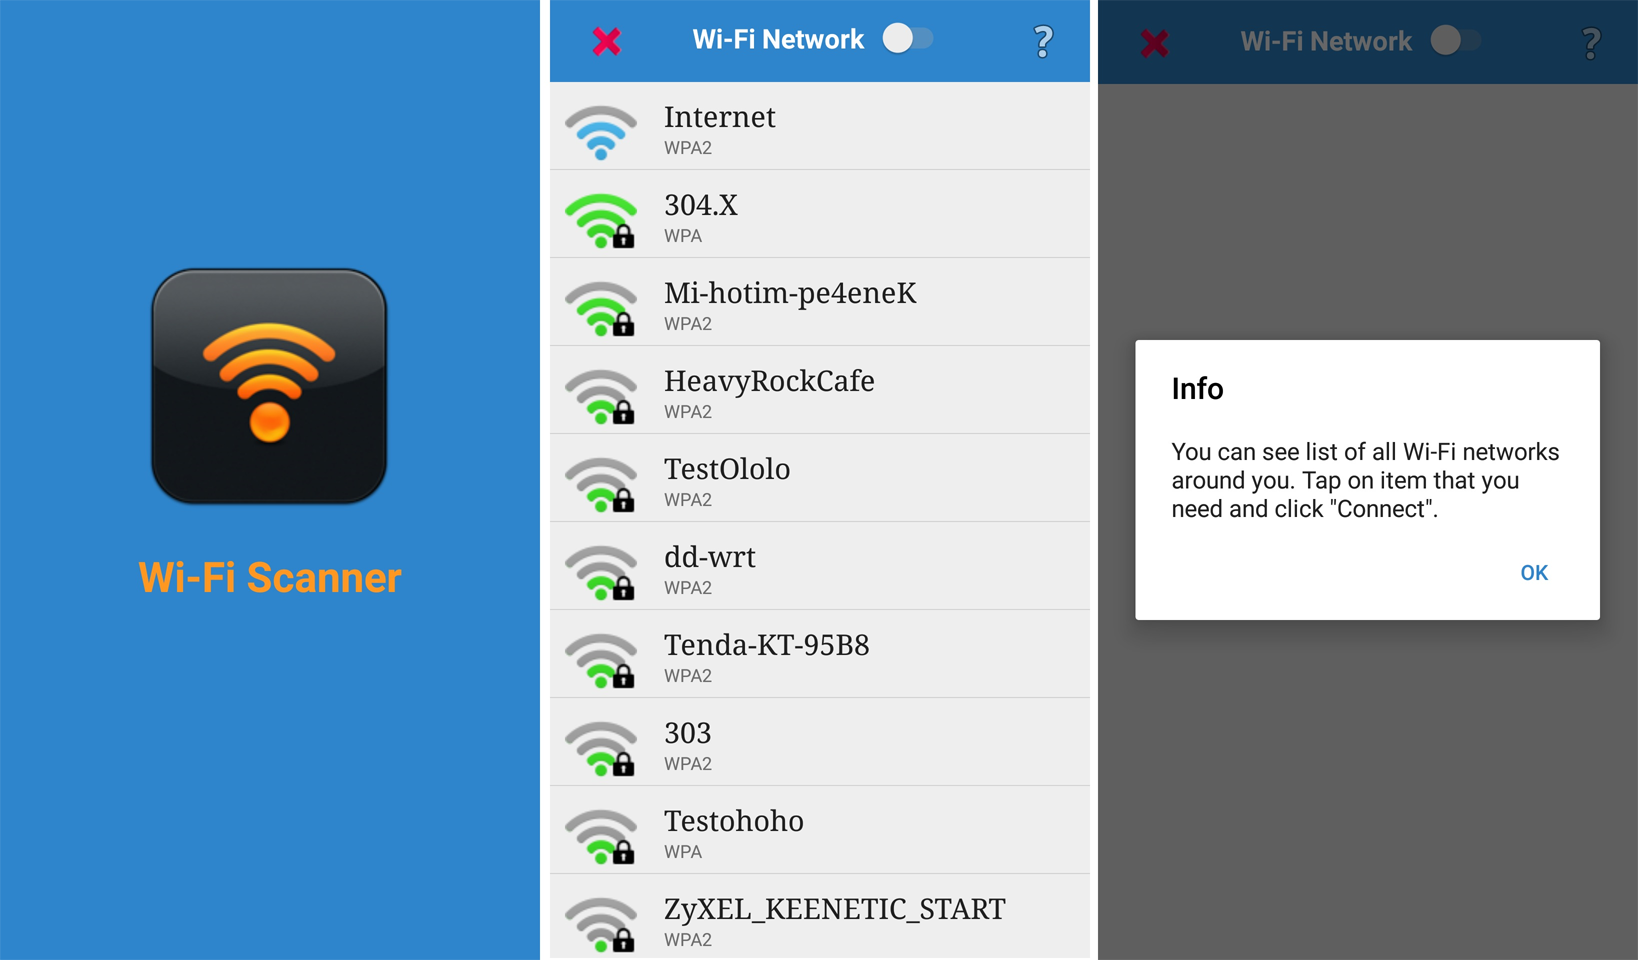 Wi-Fi Scanner
Wi-Fi Network
?
Internet
WPA2
304.X
WPA
Mi-hotim-pe4eneK
WPA2
HeavyRockCafe
WPA2
TestOlolo
WPA2
dd-wrt
WPA2
Tenda-KT-95B8
WPA2
303
WPA2
Testohoho
WPA
ZyXEL_KEENETIC_START
WPA2
Wi-Fi Network
?
Info
You can see list of all Wi-Fi networks
around you. Tap on item that you
need and click "Connect".
OK